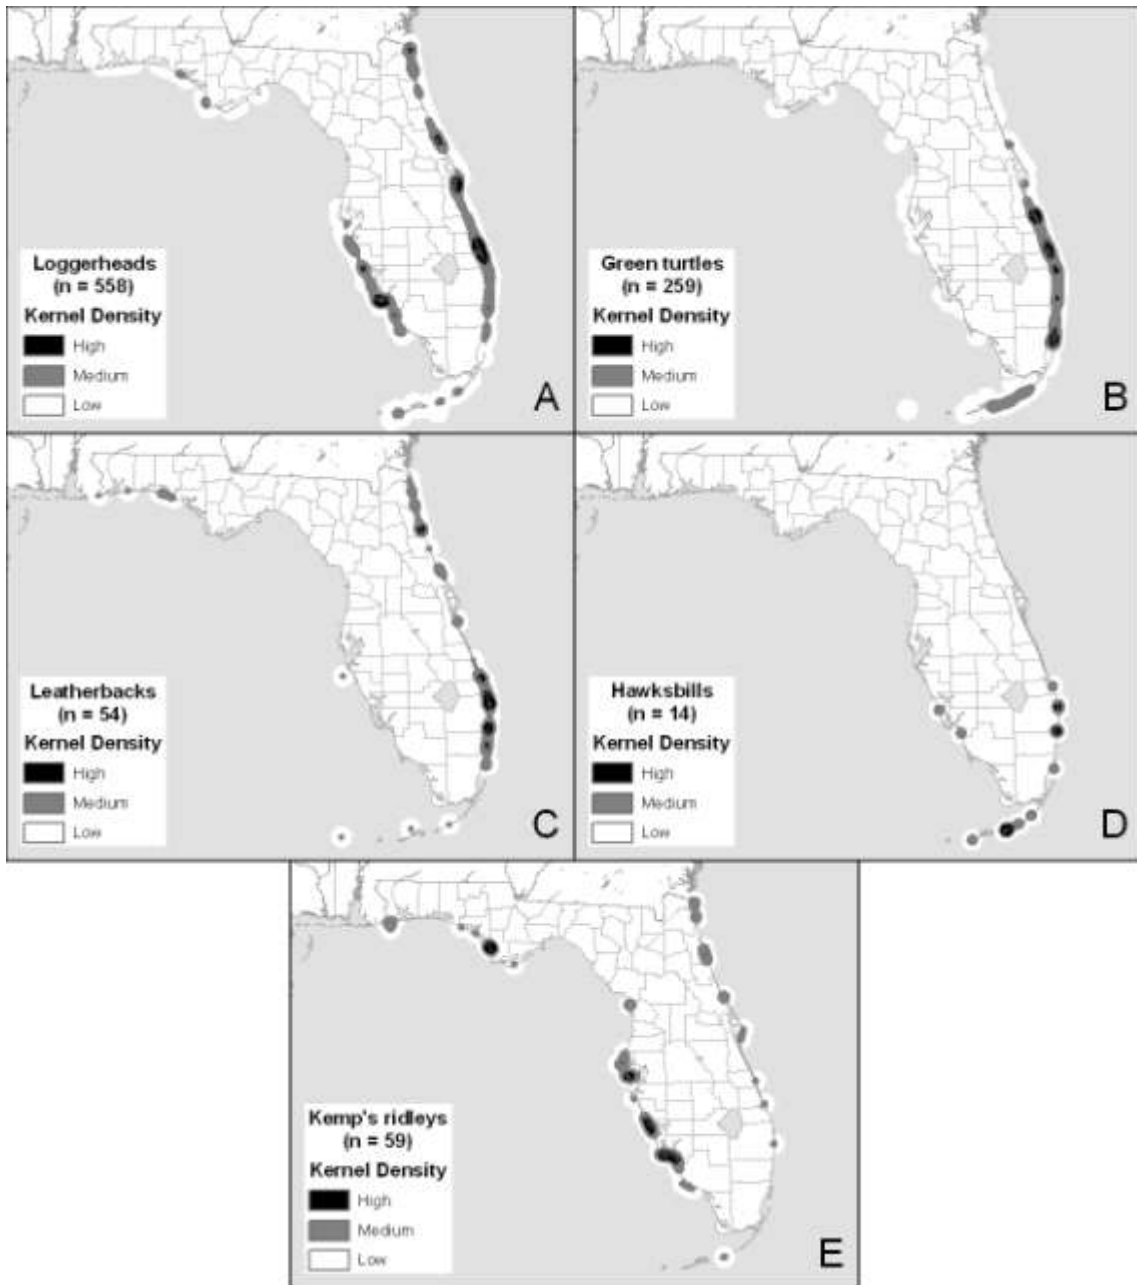 Loggerheads
(n = 558)
Kernel Density
High
Medium
Low
A
Green turtles
(n = 259)
Kernel Density
High
Medium
Low
B
Leatherbacks
(n = 54)
Kernel Density
High
Medium
Low
C
Hawksbills
(n = 14)
Kernel Density
High
Medium
Low
D
Kemp's ridleys
(n = 59)
Kernel Density
High
Medium
Low
E